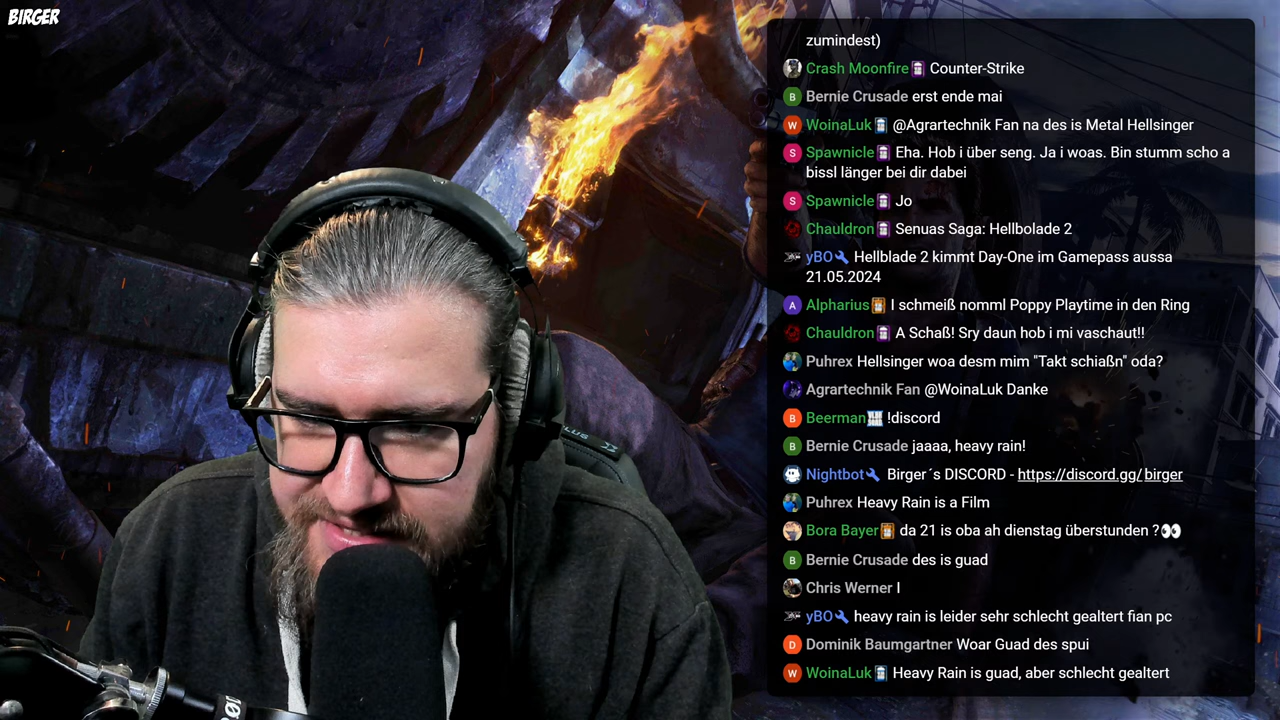 BIRGER
zumindest)
Crash Moonfire Counter-Strike
B Bernie Crusade erst ende mai
W WoinaLuk @Agrartechnik Fan na des is Metal Hellsinger
S Spawnicle Eha. Hob i über seng. Ja i woas. Bin stumm scho a
bissl länger bei dir dabei
S Spawnicle Jo
Chauldron Senuas Saga: Hellbolade 2
yBO Hellblade 2 kimmt Day-One im Gamepass aussa
21.05.2024
A Alpharius I schmeiß nomml Poppy Playtime in den Ring
Chauldron A Schaß! Sry daun hob i mi vaschaut!!
Puhrex Hellsinger woa desm mim "Takt schiaßn" oda?
Agrartechnik Fan @WoinaLuk Danke
B Beerman !discord
B Bernie Crusade jaaaa, heavy rain!
Nightbot Birger´s DISCORD - https://discord.gg/birger
Puhrex Heavy Rain is a Film
Bora Bayer da 21 is oba ah dienstag überstunden ?👀
B Bernie Crusade des is guad
Chris Werner I
yBO heavy rain is leider sehr schlecht gealtert fian pc
D Dominik Baumgartner Woar Guad des spui
W WoinaLuk Heavy Rain is guad, aber schlecht gealtert